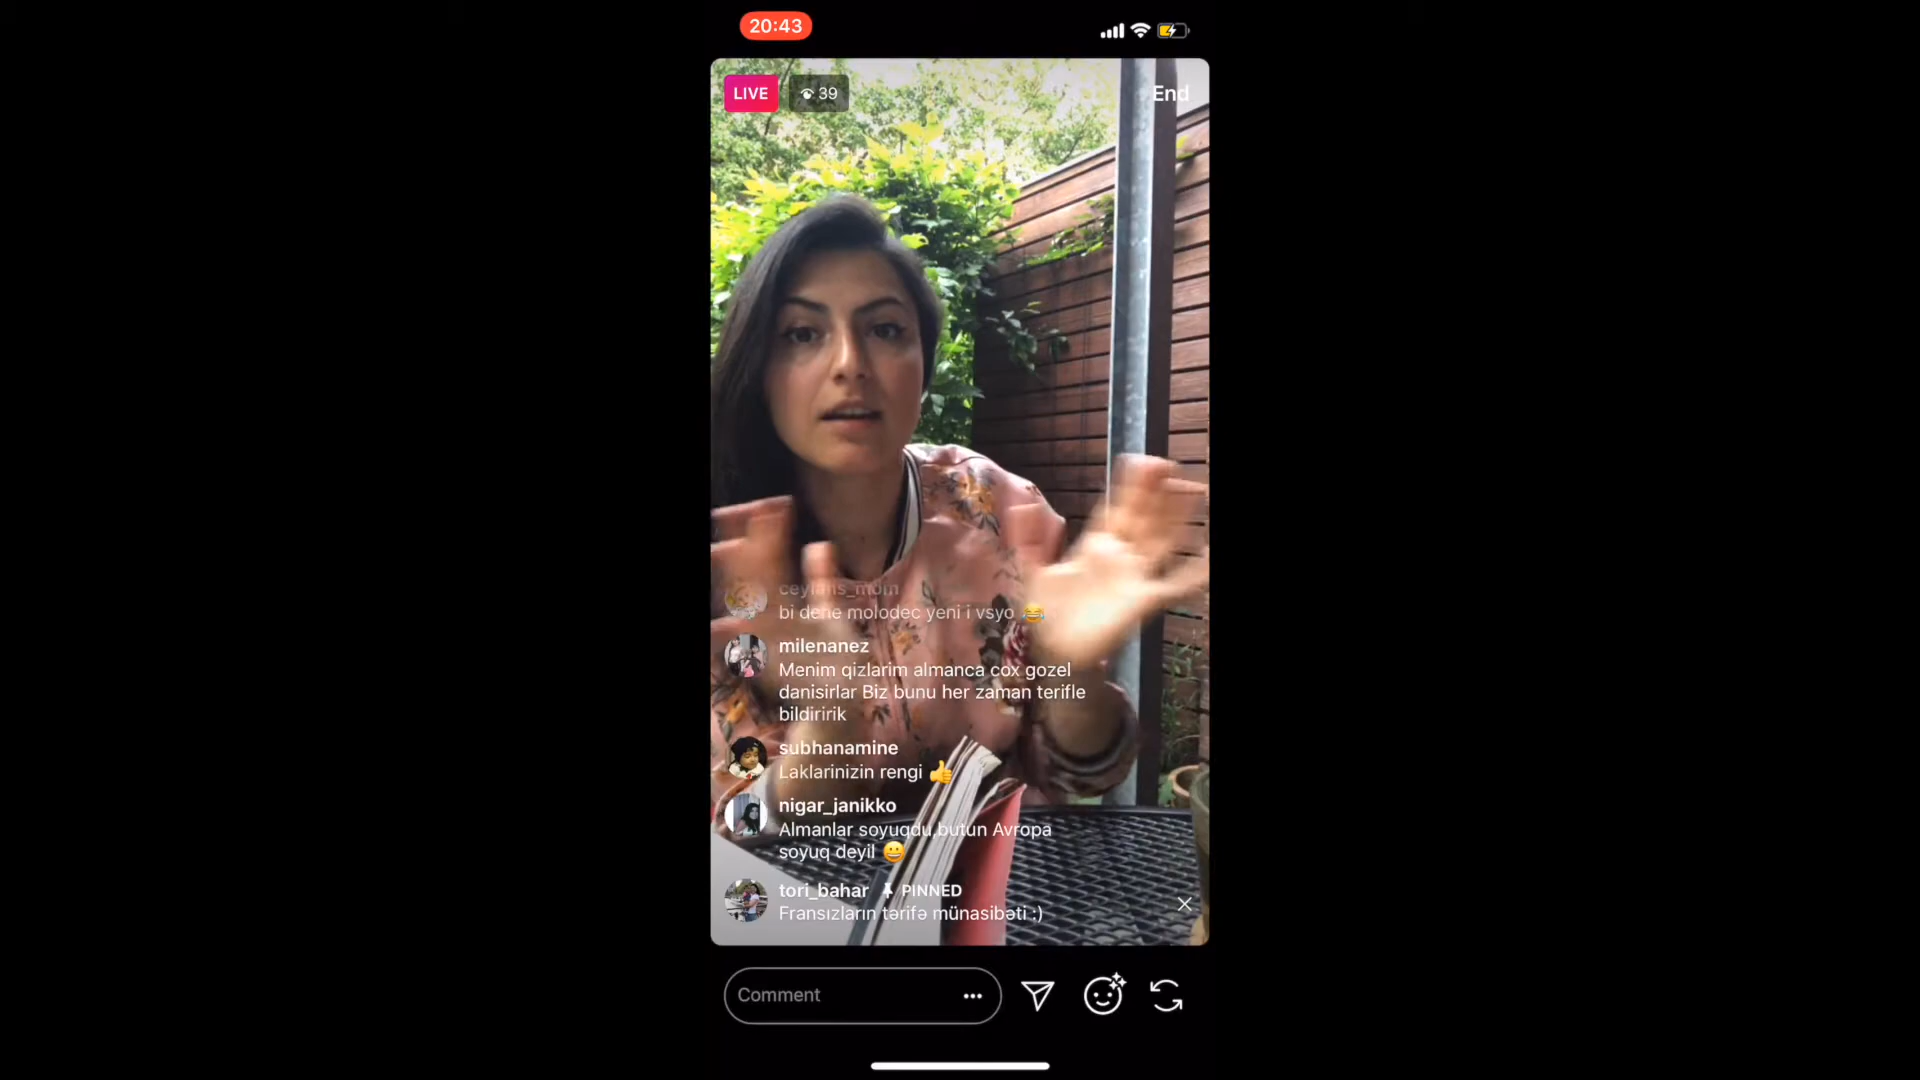 20:43
LIVE
39
End
ceylans_mom
bi dene molodec yeni i vsyo 😂
milenanez
Menim qizlarim almanca cox gozel
danisirlar Biz bunu her zaman terifle
bildiririk
subhanamine
Laklarinizin rengi 👍
nigar_janikko
Almanlar soyuqdu,butun Avropa
soyuq deyil 😀
tori_bahar PINNED
Fransızların tərifə münasibəti :)
Comment